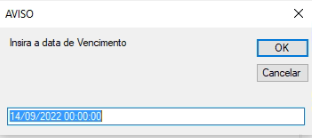 AVISO
Insira a data de Vencimento
OK
Cancelar
14/09/2022 00:00:00